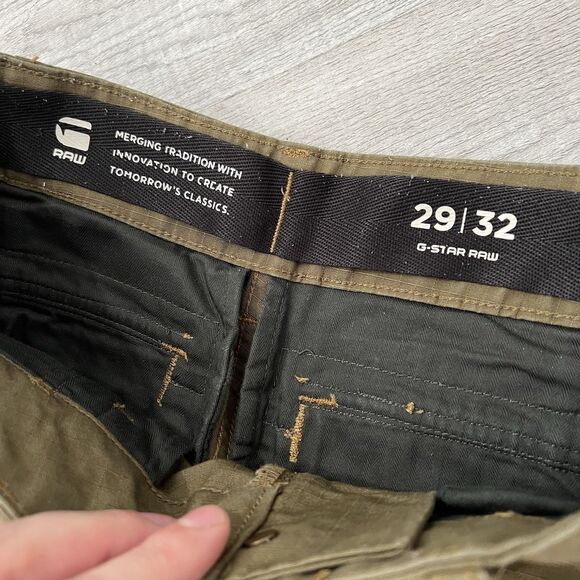 RAW
MERGING TRADITION WITH
INNOVATION TO CREATE
TOMORROW'S CLASSICS.
29|32
G-STAR RAW